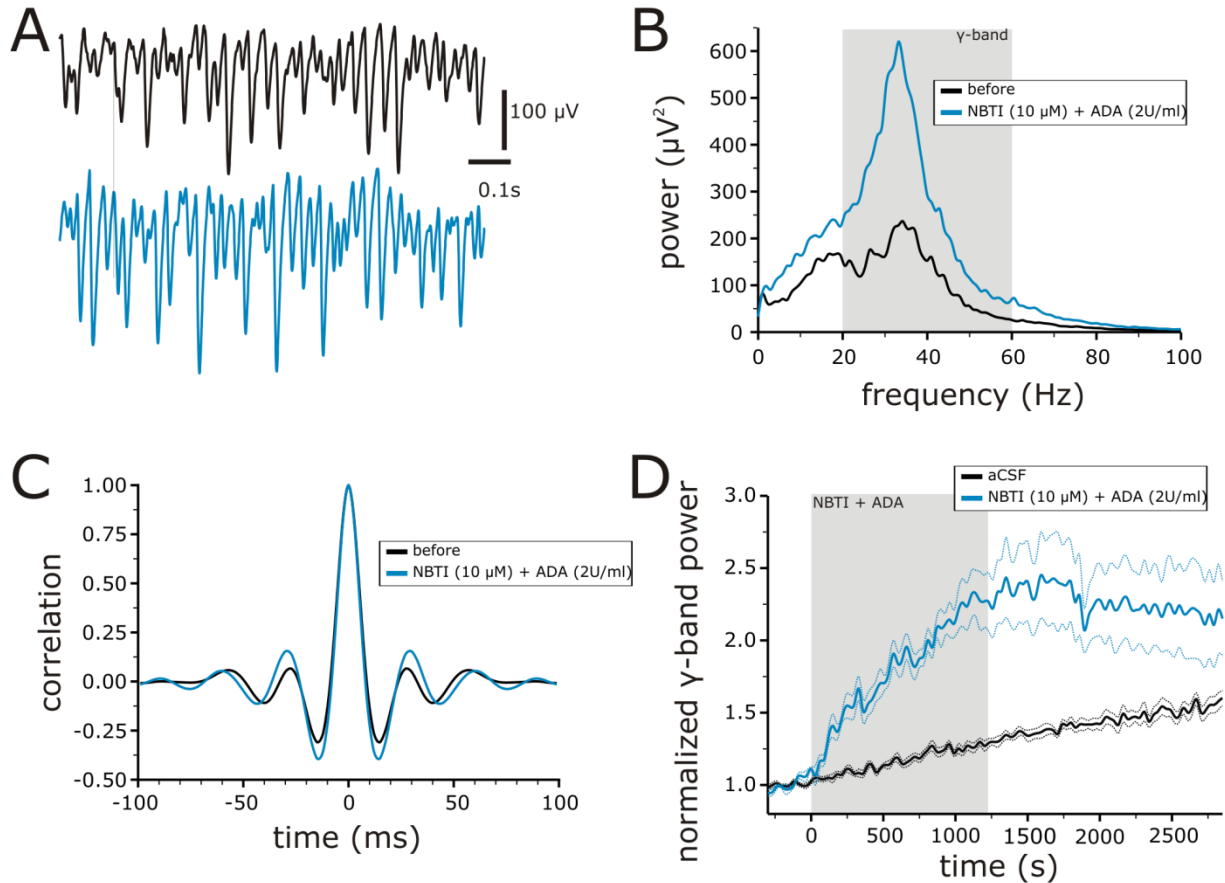 A
100 µV
0.1s
B
γ-band
before
NBTI (10 µM) + ADA (2U/ml)
power (µV²)
600
500
400
300
200
100
0
0 20 40 60 80 100
frequency (Hz)
C
before
NBTI (10 µM) + ADA (2U/ml)
correlation
1.00
0.75
0.50
0.25
0.00
-0.25
-0.50
-100 -50 0 50 100
time (ms)
D
aCSF
NBTI (10 µM) + ADA (2U/ml)
NBTI + ADA
normalized γ-band power
3.0
2.5
2.0
1.5
1.0
0 500 1000 1500 2000 2500
time (s)